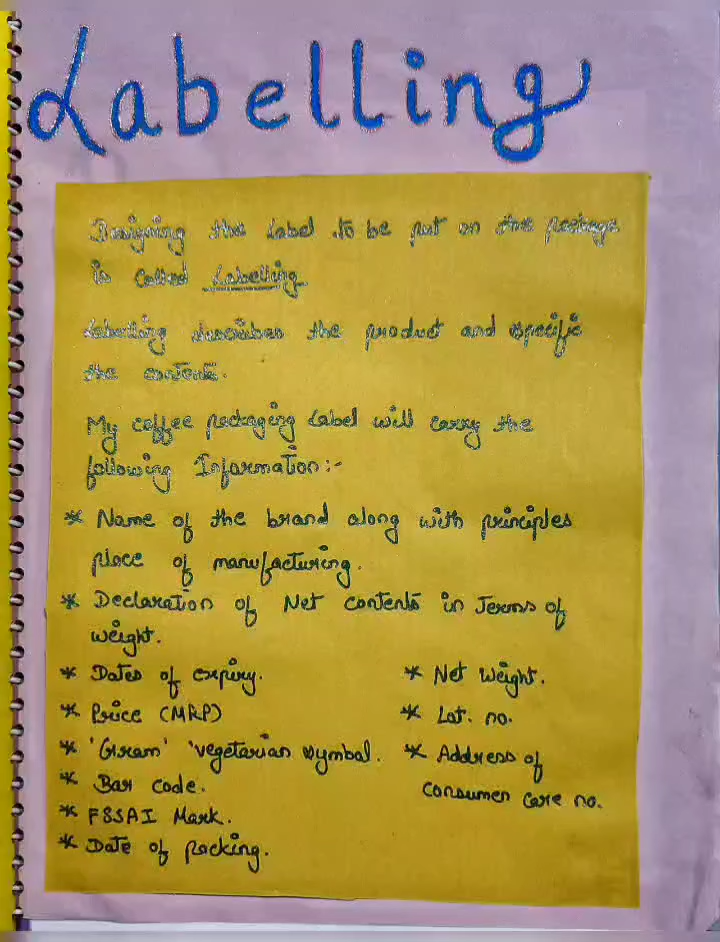 Labelling
Designing the Label to be put on the package
is called Labelling
Labelling describes the product and specific
the contents.
My coffee packaging Label will carry the
following Information:-
* Name of the brand along with principles
place of manufacturing.
* Declaration of Net contents in Terms of
weight.
* Dates of expiry.
* Net weight.
* Price (MRP)
* Lot. no.
* 'Green' 'vegetarian symbal.
* Address of
consumer care no.
* Bar code.
* FSSAI Mark.
* Date of packing.